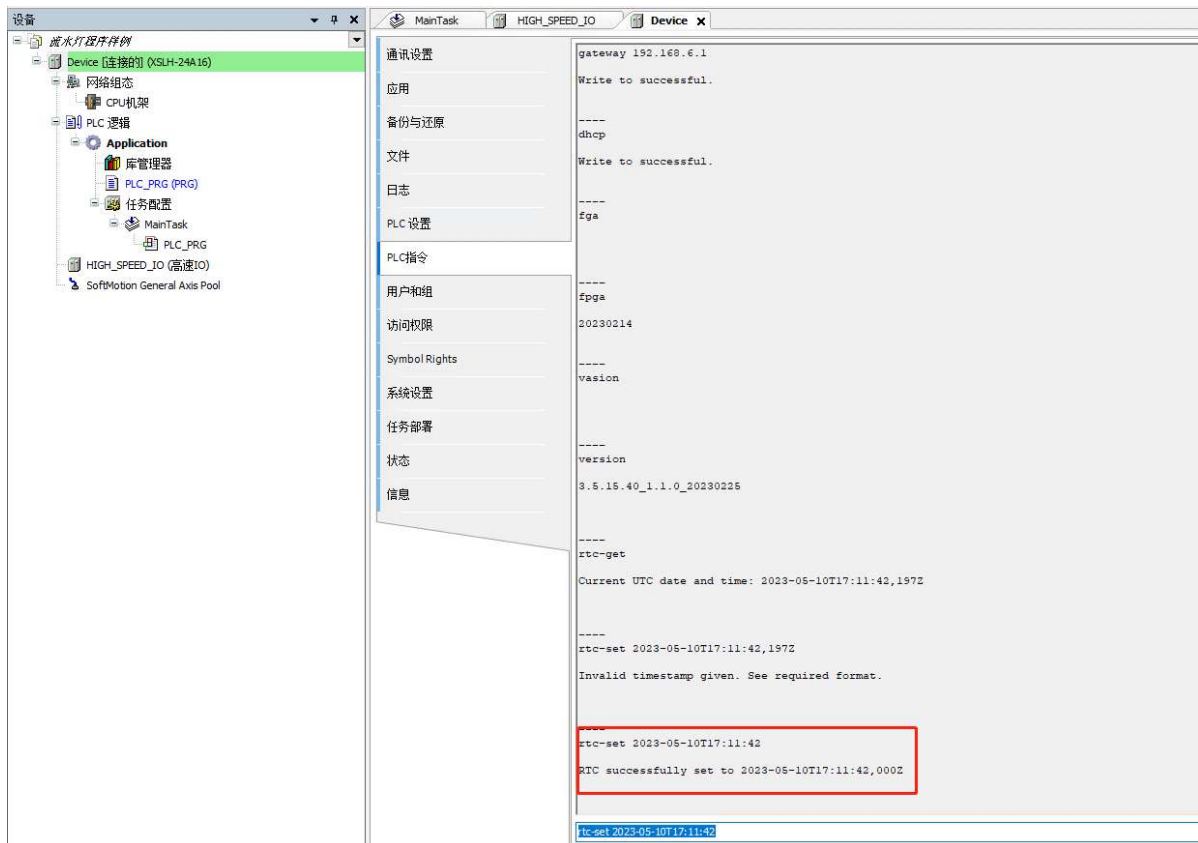 设备
流水灯程序样例
Device [连接的] (XSLH-24A16)
网络组态
CPU机架
PLC 逻辑
Application
库管理器
PLC_PRG (PRG)
任务配置
MainTask
PLC_PRG
HIGH_SPEED_IO (高速IO)
SoftMotion General Axis Pool
MainTask
HIGH_SPEED_IO
Device
通讯设置
应用
备份与还原
文件
日志
PLC 设置
PLC指令
用户和组
访问权限
Symbol Rights
系统设置
任务部署
状态
信息
gateway 192.168.6.1
Write to successful.
----
dhcp
Write to successful.
----
fga
----
fpga
20230214
----
vasion
----
version
3.5.15.40_1.1.0_20230225
----
rtc-get
Current UTC date and time: 2023-05-10T17:11:42,197Z
----
rtc-set 2023-05-10T17:11:42,197Z
Invalid timestamp given. See required format.
----
rtc-set 2023-05-10T17:11:42
RTC successfully set to 2023-05-10T17:11:42,000Z
rtc-set 2023-05-10T17:11:42